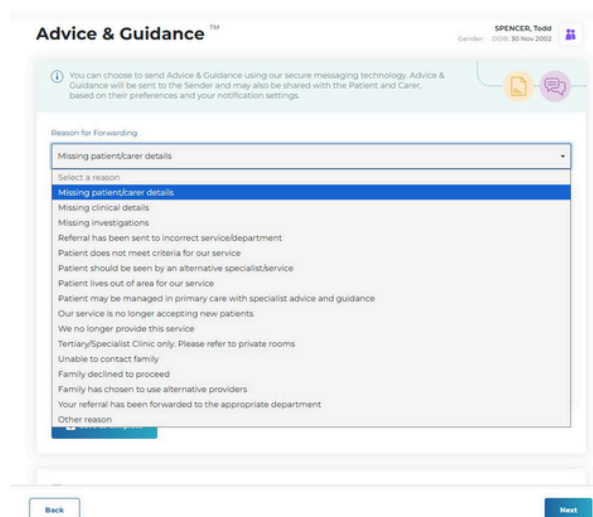 Advice & Guidance ™
SPENCER, Todd
Gender: DOB: 30 Nov 2002
You can choose to send Advice & Guidance using our secure messaging technology. Advice &
Guidance will be sent to the Sender and may also be shared with the Patient and Carer,
based on their preferences and your notification settings.
Reason for Forwarding
Missing patient/carer details
Select a reason
Missing patient/carer details
Missing clinical details
Missing investigations
Referral has been sent to incorrect service/department
Patient does not meet criteria for our service
Patient should be seen by an alternative specialist/service
Patient lives out of area for our service
Patient may be managed in primary care with specialist advice and guidance
Our service is no longer accepting new patients
We no longer provide this service
Tertiary/Specialist Clinic only. Please refer to private rooms
Unable to contact family
Family declined to proceed
Family has chosen to use alternative providers
Your referral has been forwarded to the appropriate department
Other reason
Back
Next